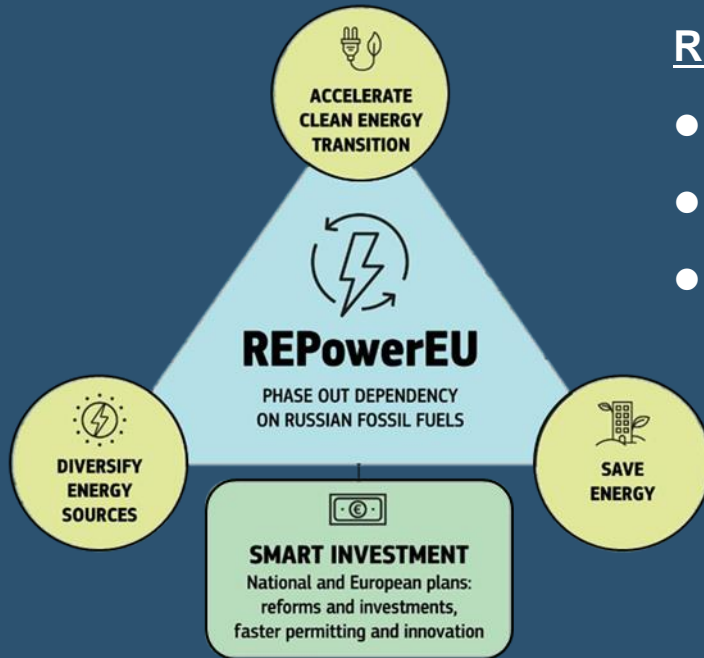 ACCELERATE
CLEAN ENERGY
TRANSITION
REPowerEU
PHASE OUT DEPENDENCY
ON RUSSIAN FOSSIL FUELS
DIVERSIFY
ENERGY
SOURCES
SAVE
ENERGY
SMART INVESTMENT
National and European plans:
reforms and investments,
faster permitting and innovation